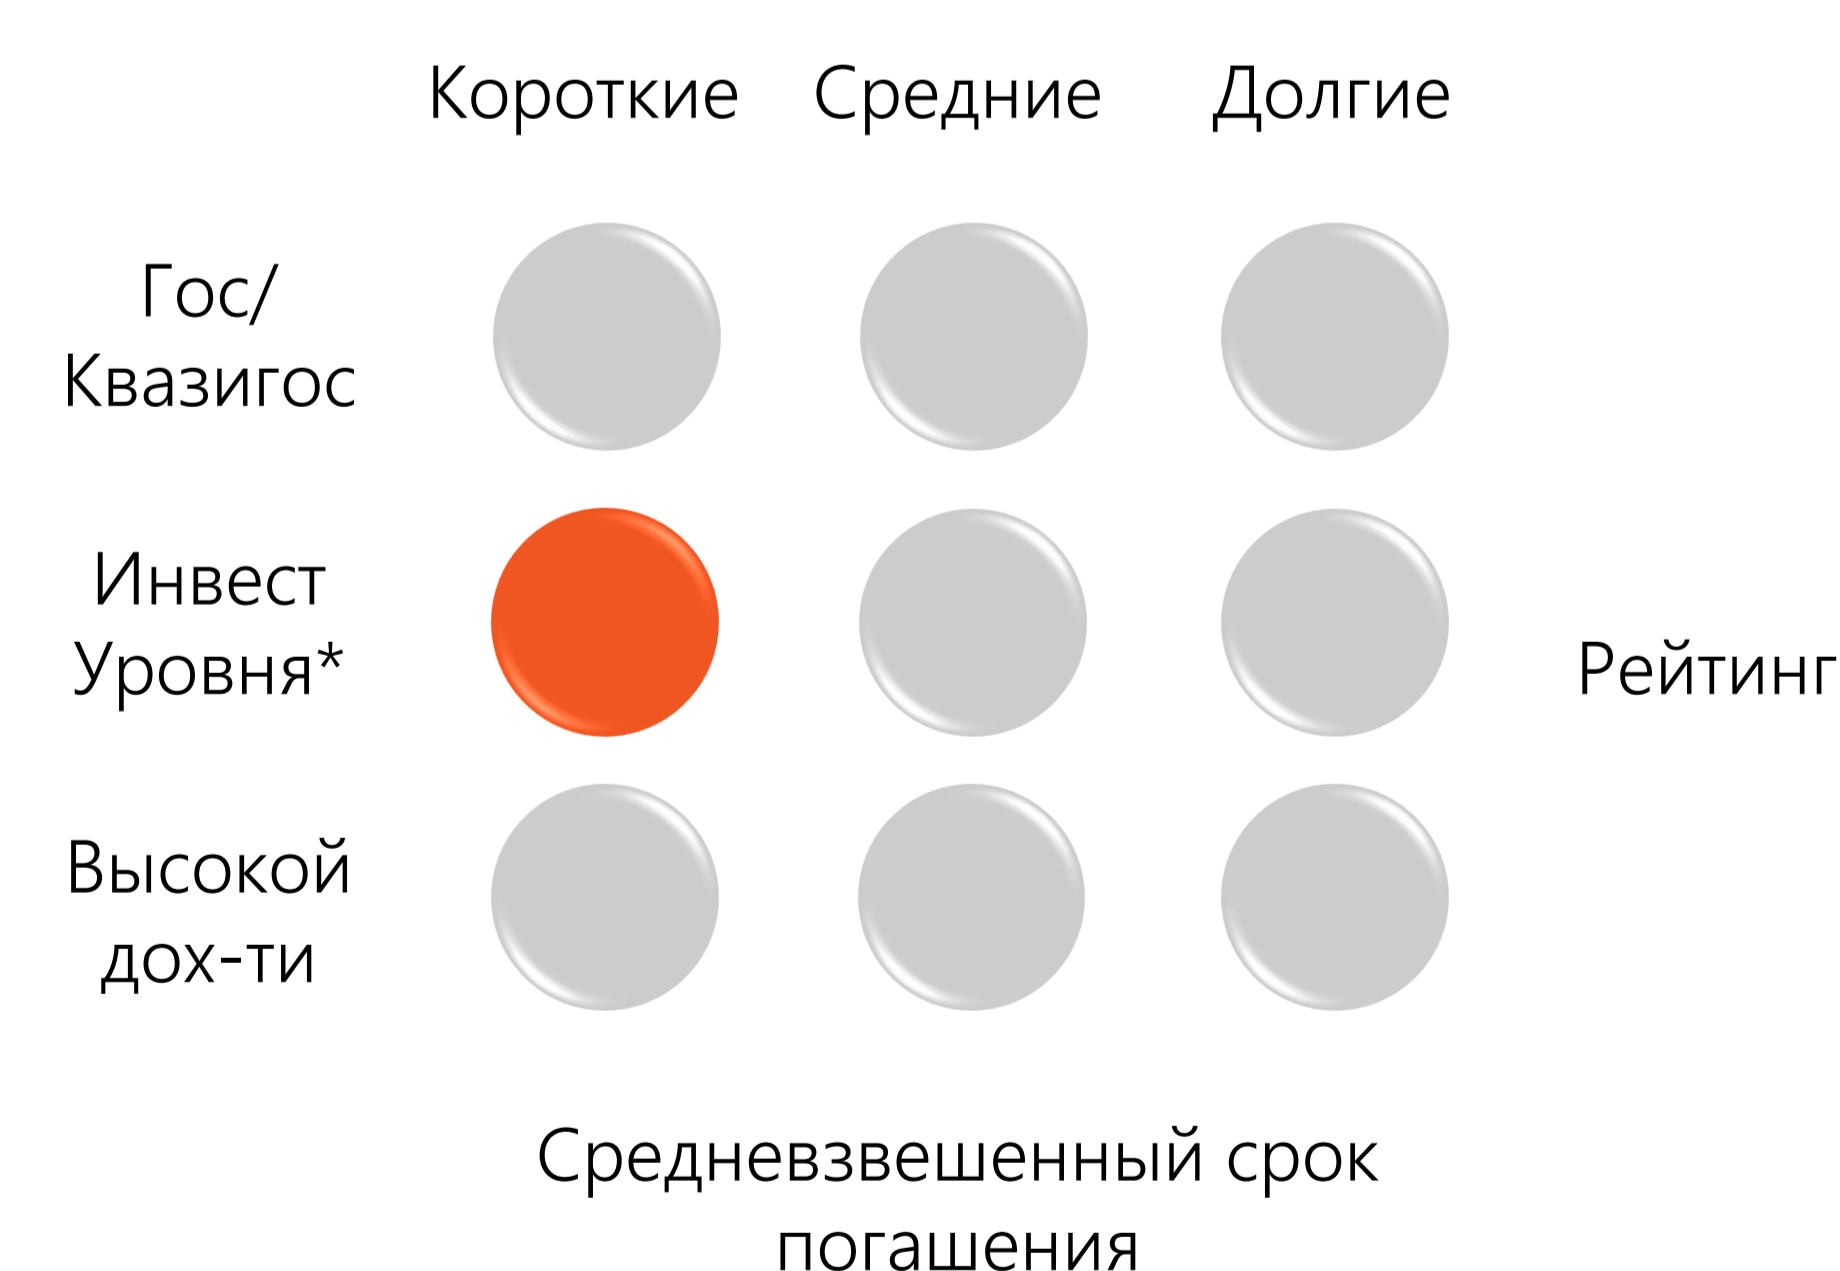 Короткие Средние Долгие
Гос/
Квазигос
Инвест
Уровня*
Рейтинг
Высокой
дох-ти
Средневзвешенный срок
погашения